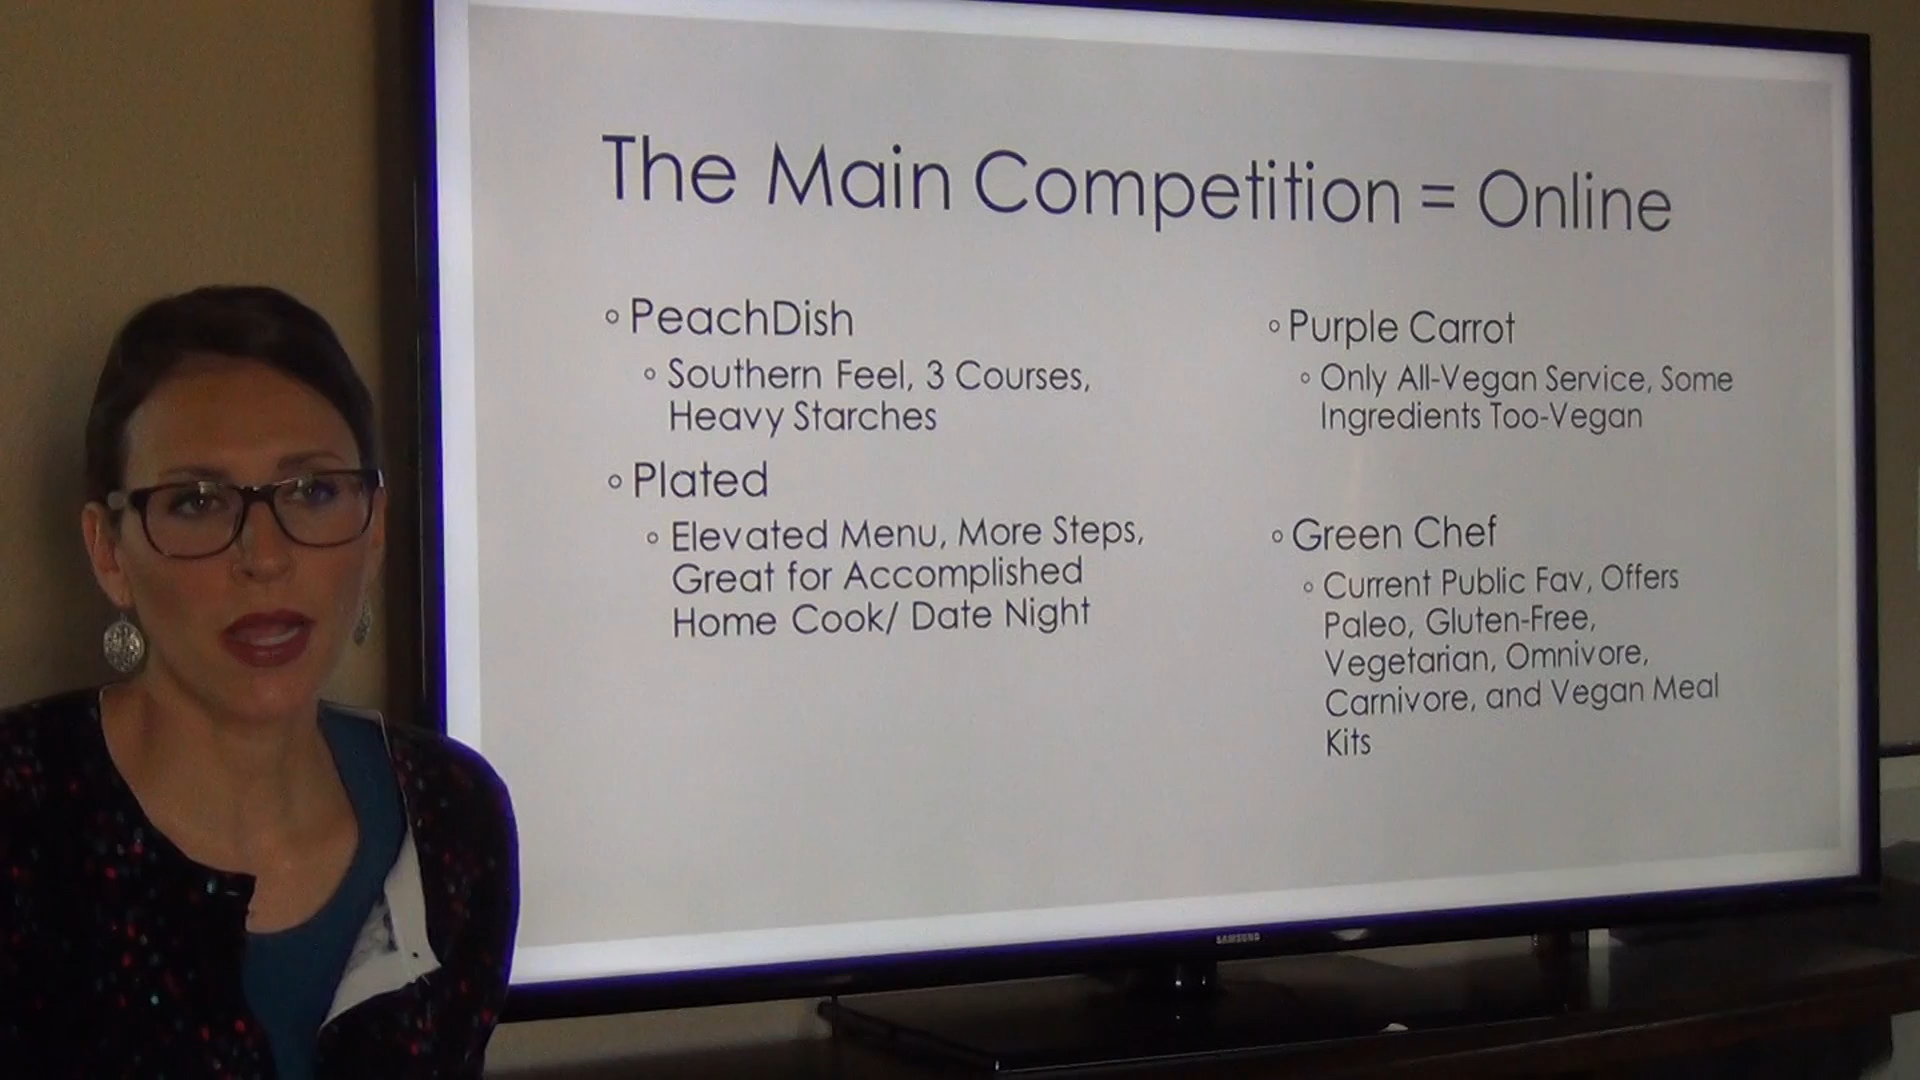 The Main Competition = Online
PeachDish
Southern Feel, 3 Courses,
Heavy Starches
Plated
Elevated Menu, More Steps,
Great for Accomplished
Home Cook/ Date Night
Purple Carrot
Only All-Vegan Service, Some
Ingredients Too-Vegan
Green Chef
Current Public Fav, Offers
Paleo, Gluten-Free,
Vegetarian, Omnivore,
Carnivore, and Vegan Meal
Kits
SAMSUNG